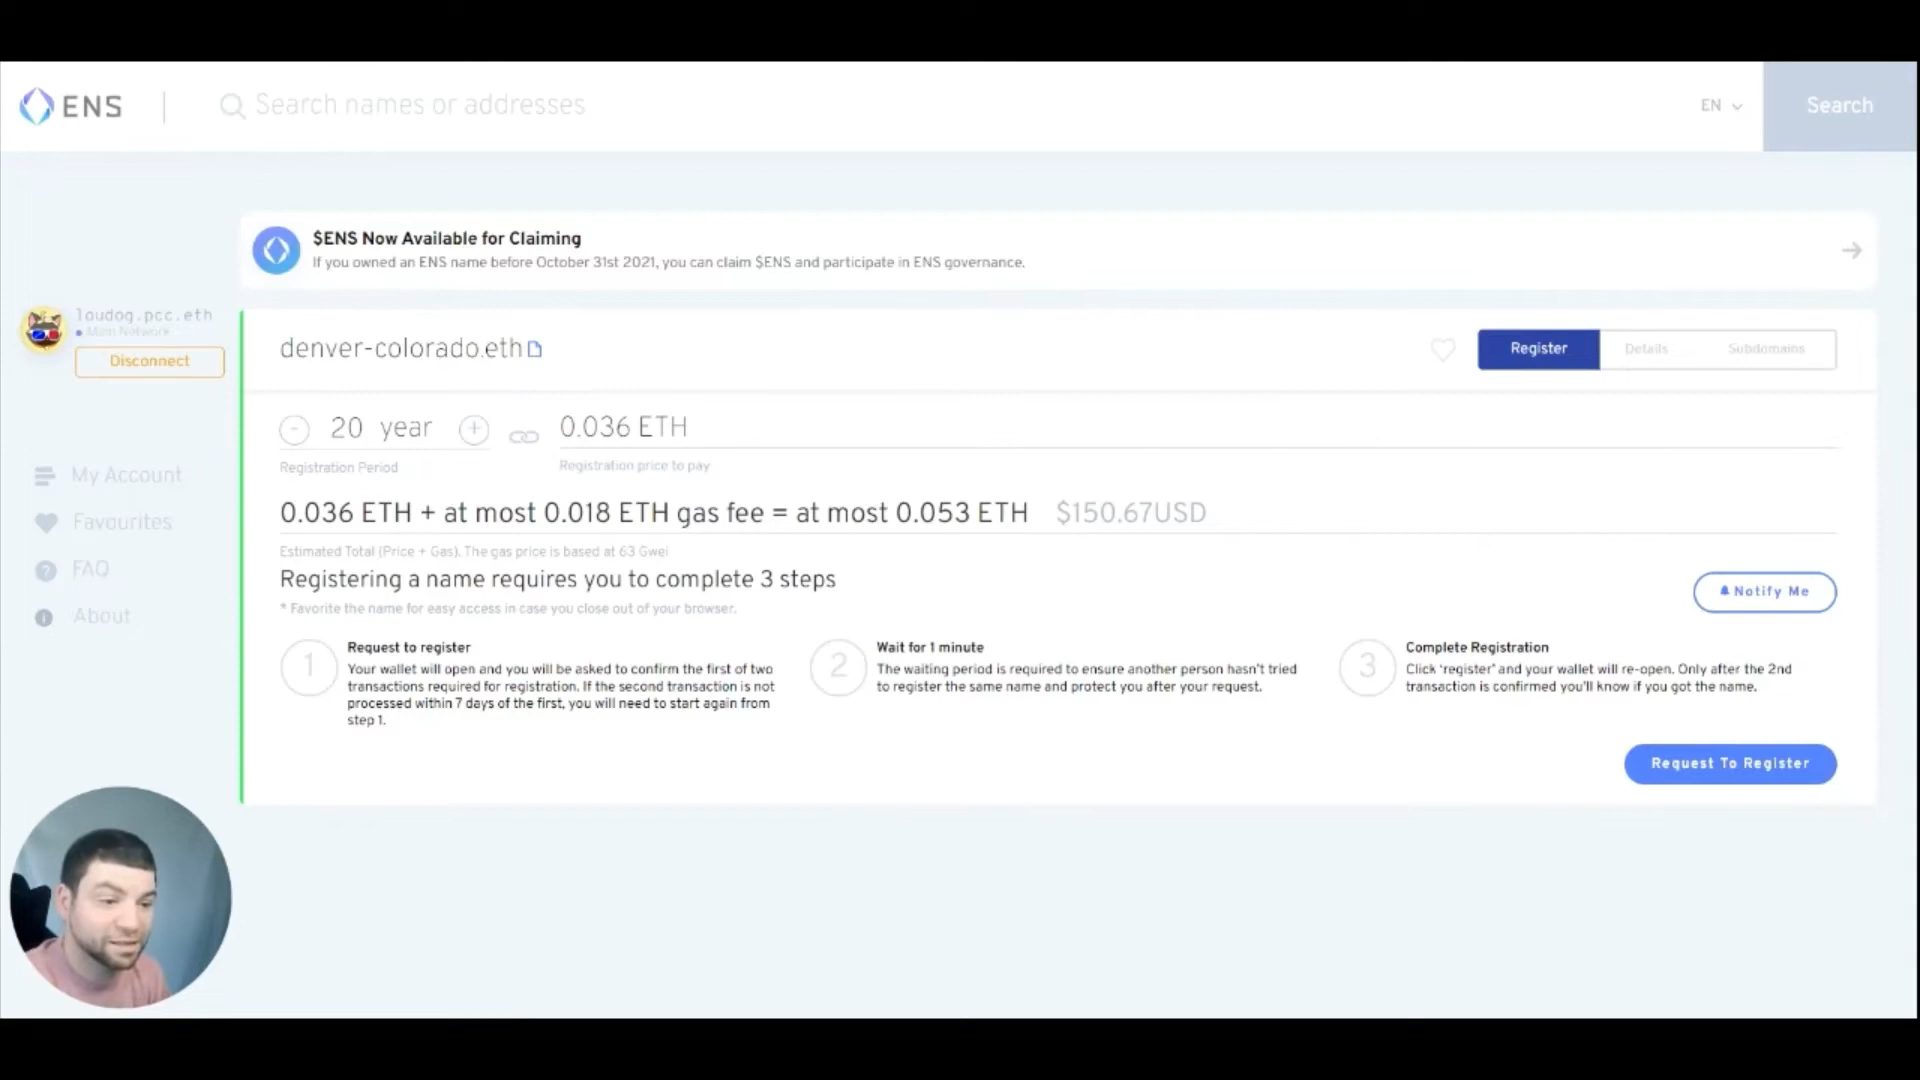 ENS
Search names or addresses
EN
Search
$ENS Now Available for Claiming
If you owned an ENS name before October 31st 2021, you can claim $ENS and participate in ENS governance.
loudog.pcc.eth
Main Network
Disconnect
denver-colorado.eth
Register
Details
Subdomains
- 20 year +
0.036 ETH
Registration Period
Registration price to pay
My Account
0.036 ETH + at most 0.018 ETH gas fee = at most 0.053 ETH $150.67USD
Favourites
Estimated Total (Price + Gas). The gas price is based at 63 Gwei
FAQ
Registering a name requires you to complete 3 steps
Notify Me
* Favorite the name for easy access in case you close out of your browser.
About
1
Request to register
Your wallet will open and you will be asked to confirm the first of two
transactions required for registration. If the second transaction is not
processed within 7 days of the first, you will need to start again from
step 1.
2
Wait for 1 minute
The waiting period is required to ensure another person hasn't tried
to register the same name and protect you after your request.
3
Complete Registration
Click 'register' and your wallet will re-open. Only after the 2nd
transaction is confirmed you'll know if you got the name.
Request To Register